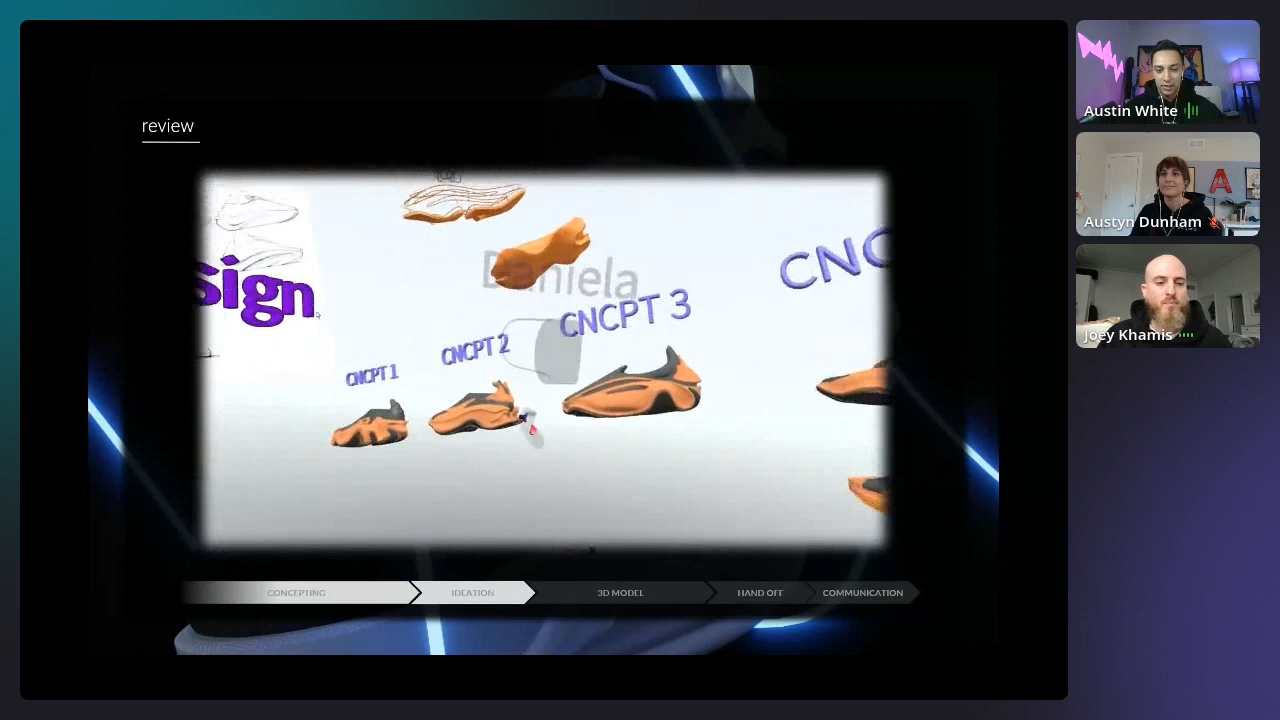 review
sign
Daniela
CNC
CNCPT 3
CNCPT 2
CNCPT 1
CONCEPTING
IDEATION
3D MODEL
HAND OFF
COMMUNICATION
Austin White
A
Austyn Dunham
Joey Khamis